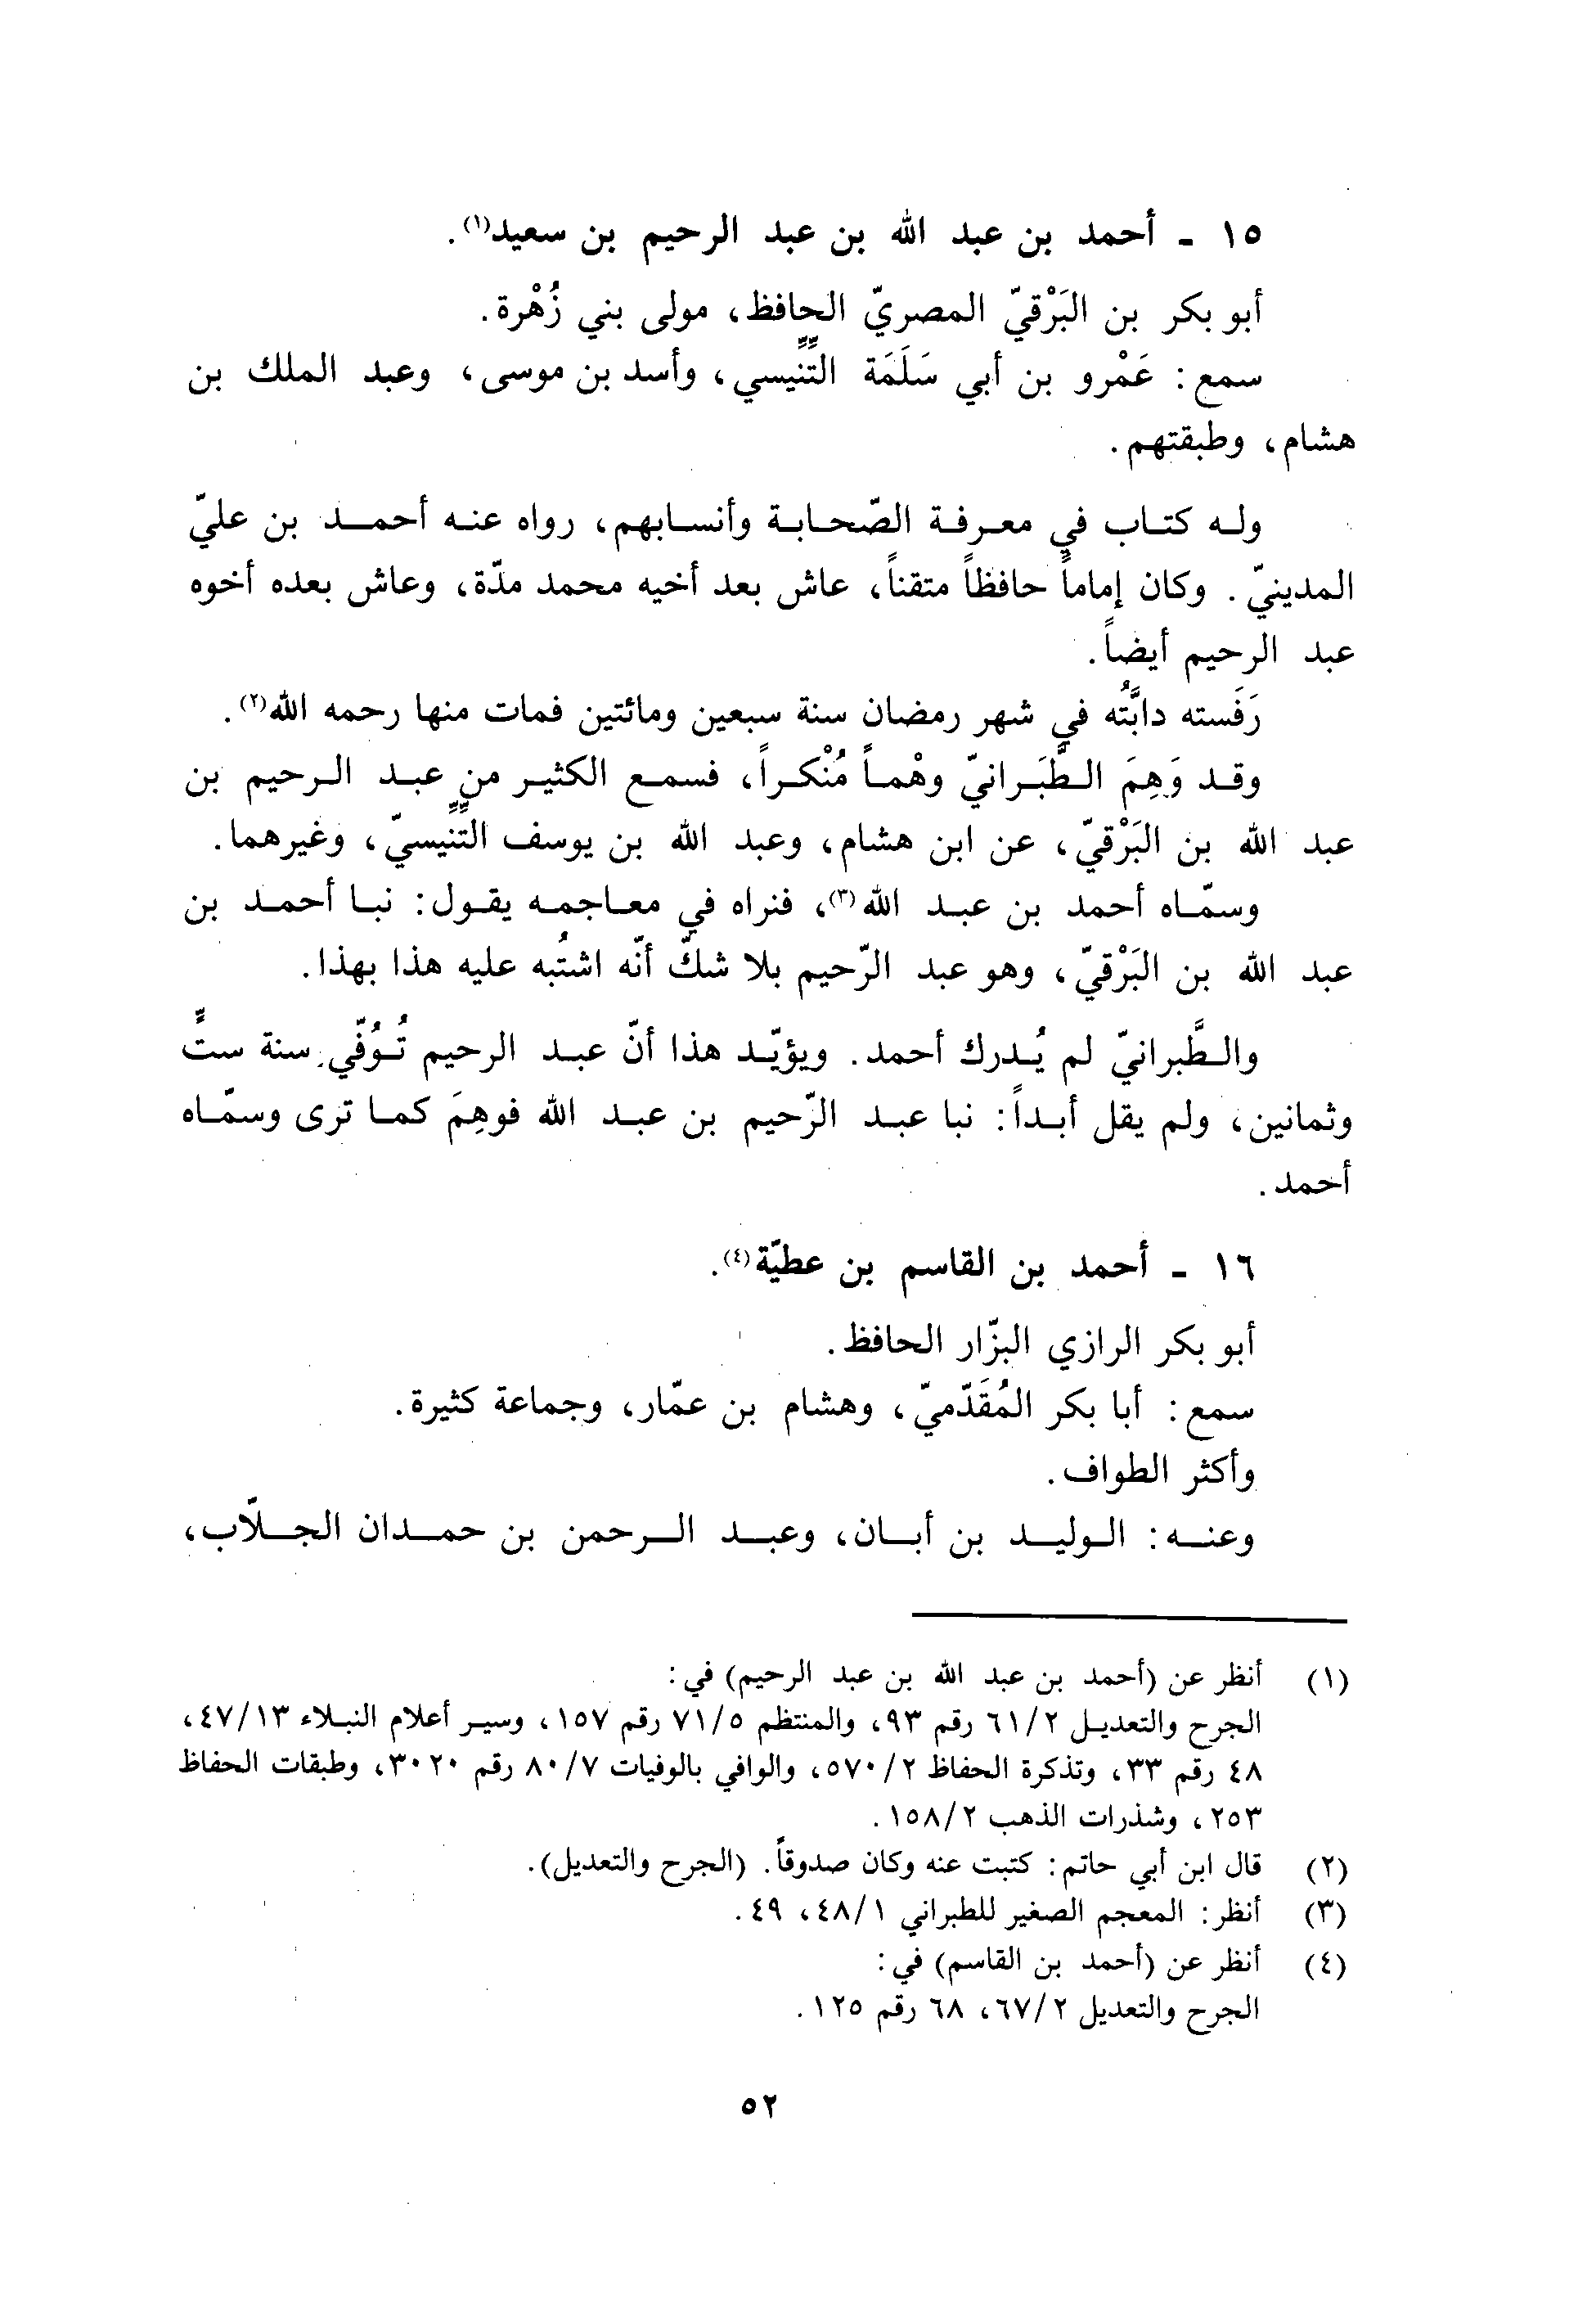 ١٥ - أحمد بن عبد الله بن عبد الرحيم بن سعيد(١).
أبو بكر بن البَرْقيّ المصريّ الحافظ، مولى بني زُهْرة.
سمع: عَمْرو بن أبي سَلَمَة التِّنِّيسي، وأسد بن موسى، وعبد الملك بن
هشام، وطبقتهم.
وله كتاب في معرفة الصّحابة وأنسابهم، رواه عنه أحمد بن عليّ
المدينيّ. وكان إماماً حافظاً متقناً، عاش بعد أخيه محمد مدّة، وعاش بعده أخوه
عبد الرحيم أيضاً.
رَفَسته دابَّتُه في شهر رمضان سنة سبعين ومائتين فمات منها رحمه الله(٢).
وقد وَهِمَ الطَّبَرانيّ وهْماً مُنْكراً، فسمع الكثير من عبد الرحيم بن
عبد الله بن البَرْقيّ، عن ابن هشام، وعبد الله بن يوسف التِّنِّيسيّ، وغيرهما.
وسمّاه أحمد بن عبد الله(٣)، فنراه في معاجمه يقول: نبا أحمد بن
عبد الله بن البَرْقيّ، وهو عبد الرّحيم بلا شكّ أنّه اشتُبه عليه هذا بهذا.
والطَّبرانيّ لم يُدرك أحمد. ويؤيّد هذا أنّ عبد الرحيم تُوُفّي سنة ستٍّ
وثمانين، ولم يقل أبداً: نبا عبد الرّحيم بن عبد الله فوهِمَ كما ترى وسمّاه
أحمد.
١٦ - أحمد بن القاسم بن عطيّة(٤).
أبو بكر الرازي البزّار الحافظ.
سمع: أبا بكر المُقَدّميّ، وهشام بن عمّار، وجماعة كثيرة.
وأكثر الطواف.
وعنه: الوليد بن أبان، وعبد الرحمن بن حمدان الجلّاب،
(١) أنظر عن (أحمد بن عبد الله بن عبد الرحيم) في:
الجرح والتعديل ٦١/٢ رقم ٩٣، والمنتظم ٧١/٥ رقم ١٥٧، وسير أعلام النبلاء ٤٧/١٣،
٤٨ رقم ٣٣، وتذكرة الحفاظ ٥٧٠/٢، والوافي بالوفيات ٨٠/٧ رقم ٣٠٢٠، وطبقات الحفاظ
٢٥٣، وشذرات الذهب ١٥٨/٢.
(٢) قال ابن أبي حاتم: كتبت عنه وكان صدوقاً. (الجرح والتعديل).
(٣) أنظر: المعجم الصغير للطبراني ٤٨/١، ٤٩.
(٤) أنظر عن (أحمد بن القاسم) في:
الجرح والتعديل ٦٧/٢، ٦٨ رقم ١٢٥.
٥٢